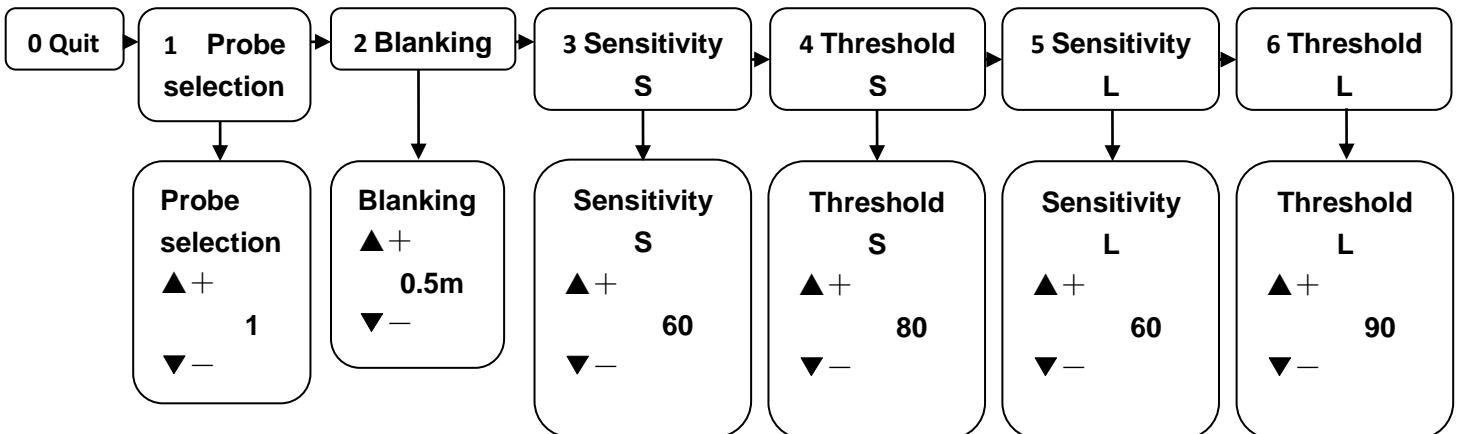 0 Quit
1 Probe
selection
2 Blanking
3 Sensitivity
S
4 Threshold
S
5 Sensitivity
L
6 Threshold
L
Probe
selection
▲+
1
▼−
Blanking
▲+
0.5m
▼−
Sensitivity
S
▲+
60
▼−
Threshold
S
▲+
80
▼−
Sensitivity
L
▲+
60
▼−
Threshold
L
▲+
90
▼−